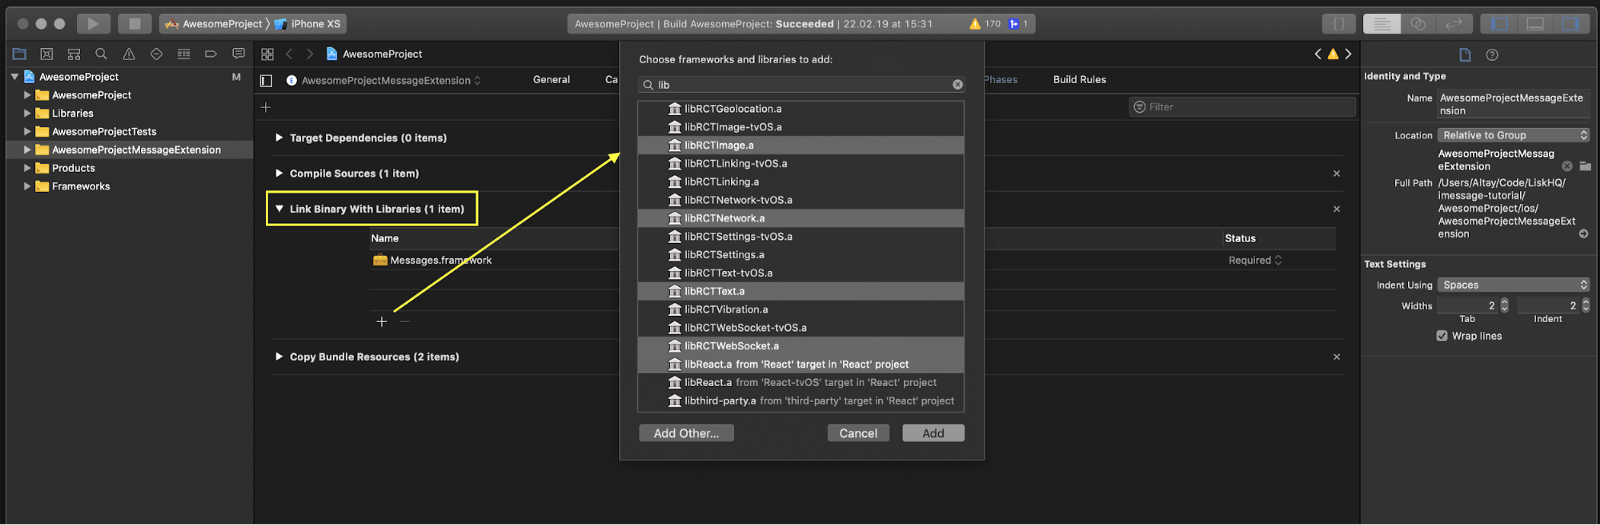 AwesomeProject
iPhone XS
AwesomeProject | Build AwesomeProject: Succeeded | 22.02.19 at 15:31
170
1
{ }
AwesomeProject
M
AwesomeProject
Libraries
AwesomeProjectTests
AwesomeProjectMessageExtension
Products
Frameworks
AwesomeProject
AwesomeProjectMessageExtension
General
Ca
Phases
Build Rules
Filter
Target Dependencies (0 items)
Compile Sources (1 item)
Link Binary With Libraries (1 item)
Name
Status
Messages.framework
Required
Copy Bundle Resources (2 items)
Choose frameworks and libraries to add:
lib
libRCTGeolocation.a
libRCTImage-tvOS.a
libRCTImage.a
libRCTLinking-tvOS.a
libRCTLinking.a
libRCTNetwork-tvOS.a
libRCTNetwork.a
libRCTSettings-tvOS.a
libRCTSettings.a
libRCTText-tvOS.a
libRCTText.a
libRCTVibration.a
libRCTWebSocket-tvOS.a
libRCTWebSocket.a
libReact.a from 'React' target in 'React' project
libReact.a from 'React-tvOS' target in 'React' project
libthird-party.a from 'third-party' target in 'React' project
Add Other...
Cancel
Add
Identity and Type
Name
AwesomeProjectMessageExte
nsion
Location
Relative to Group
AwesomeProjectMessag
eExtension
Full Path
/Users/Altay/Code/LiskHQ/
imessage-tutorial/
AwesomeProject/ios/
AwesomeProjectMessageExt
ension
Text Settings
Indent Using
Spaces
Widths
2
2
Tab
Indent
Wrap lines